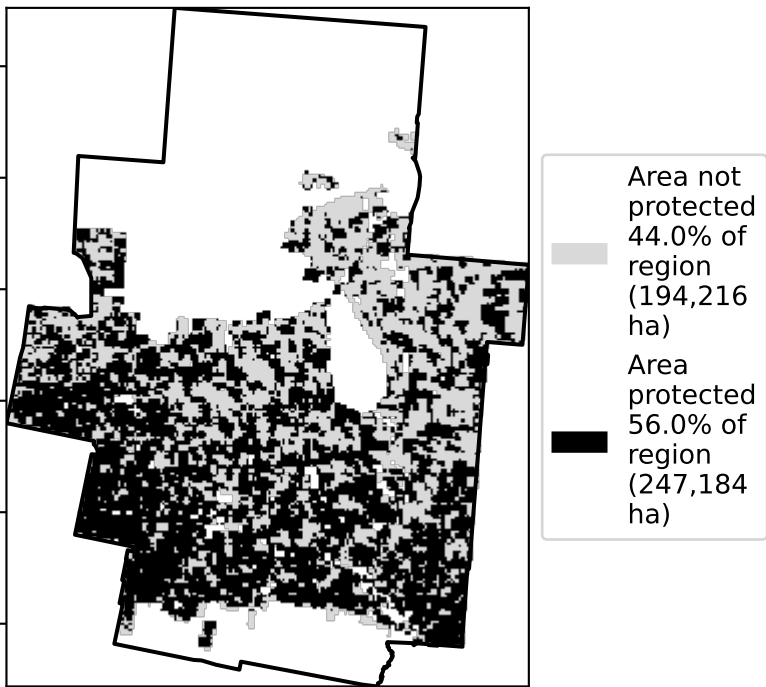 Area not
protected
44.0% of
region
(194,216
ha)
Area
protected
56.0% of
region
(247,184
ha)